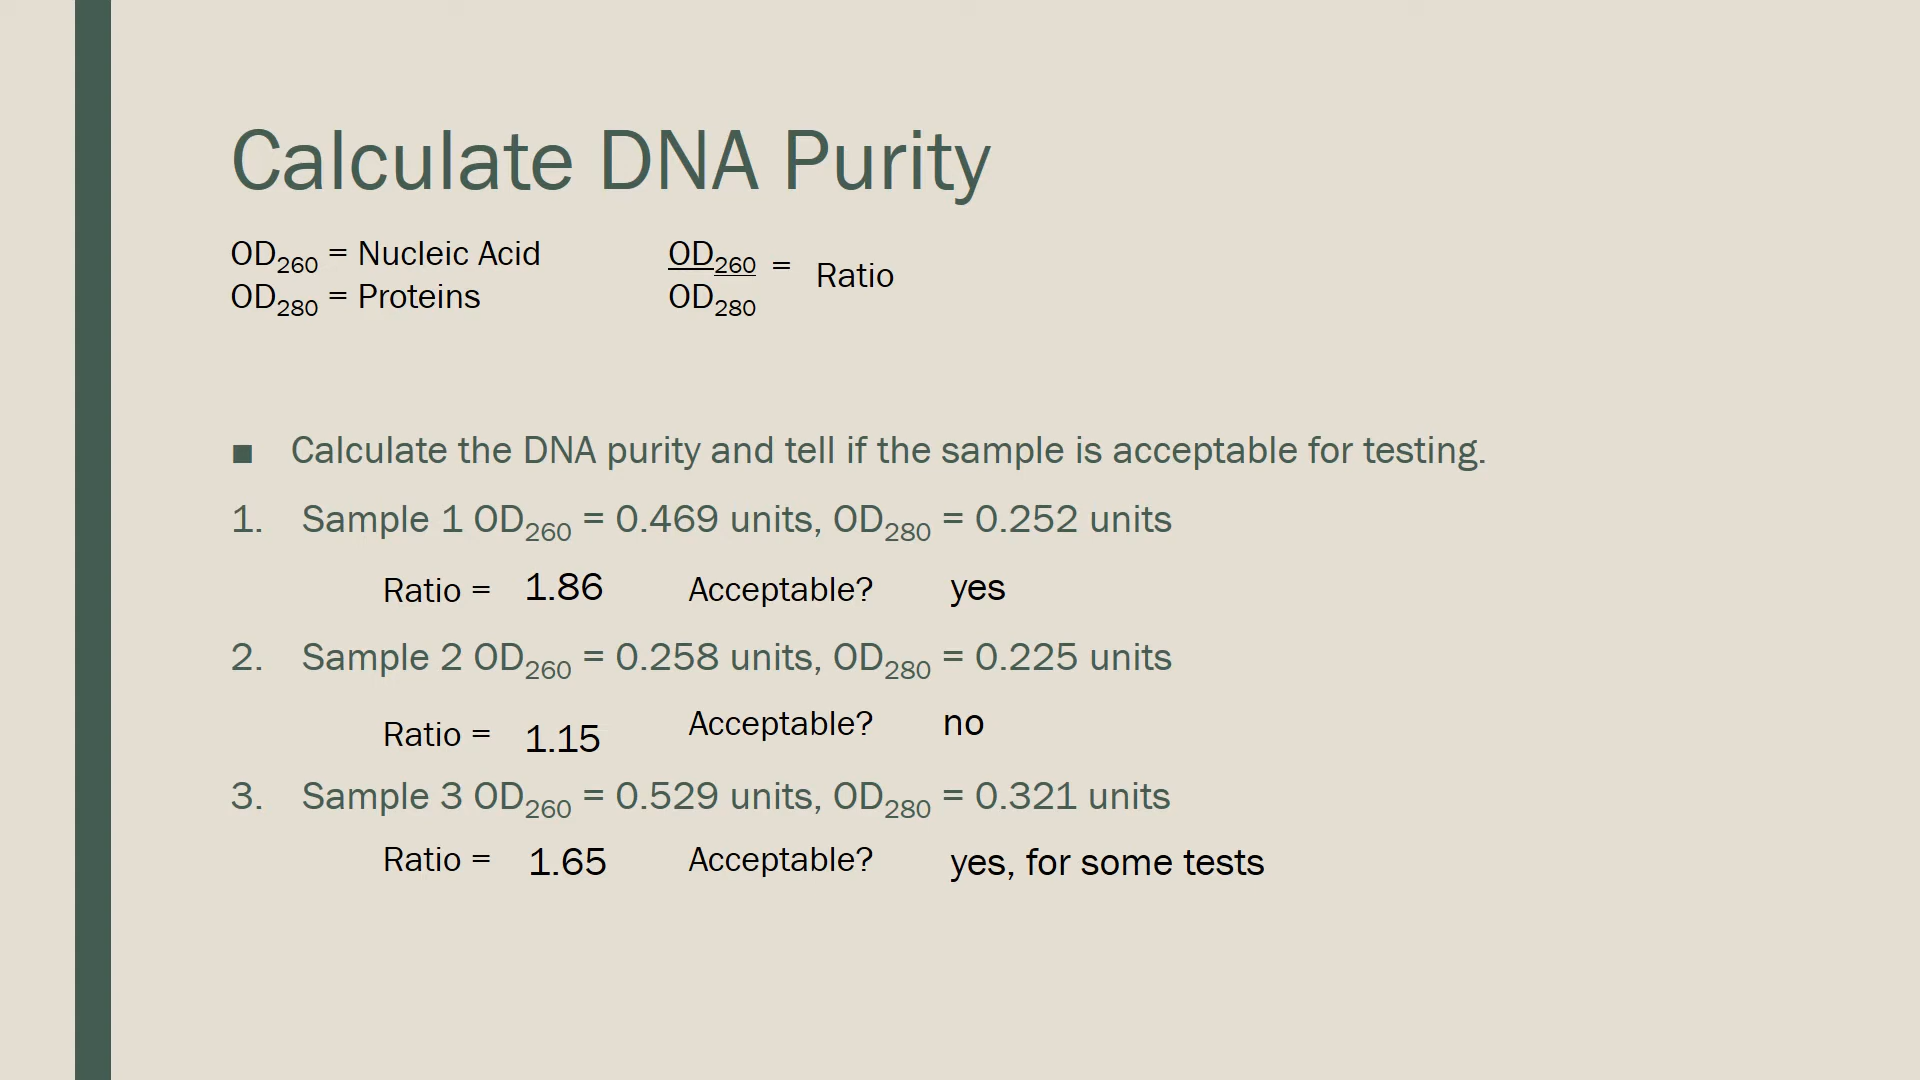 Calculate DNA Purity
OD260 = Nucleic Acid
OD280 = Proteins
OD260 = Ratio
OD280
■ Calculate the DNA purity and tell if the sample is acceptable for testing.
1. Sample 1 OD260 = 0.469 units, OD280 = 0.252 units
Ratio = 1.86 Acceptable? yes
2. Sample 2 OD260 = 0.258 units, OD280 = 0.225 units
Ratio = 1.15 Acceptable? no
3. Sample 3 OD260 = 0.529 units, OD280 = 0.321 units
Ratio = 1.65 Acceptable? yes, for some tests